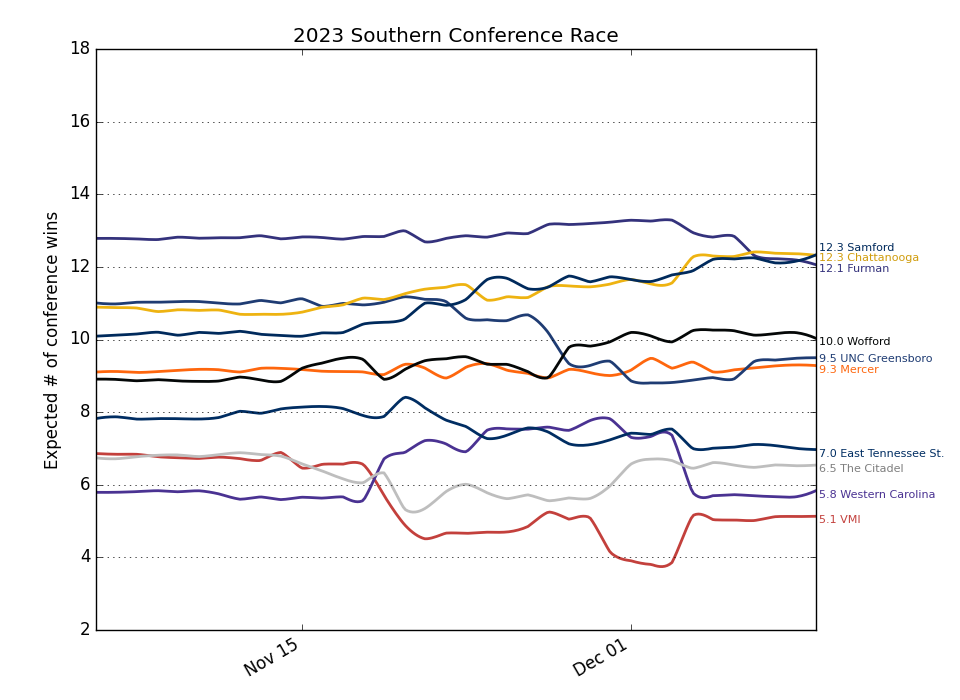 2023 Southern Conference Race
Expected # of conference wins
18
16
14
12
10
8
6
4
2
Nov 15
Dec 01
12.3 Samford
12.3 Chattanooga
12.1 Furman
10.0 Wofford
9.5 UNC Greensboro
9.3 Mercer
7.0 East Tennessee St.
6.5 The Citadel
5.8 Western Carolina
5.1 VMI